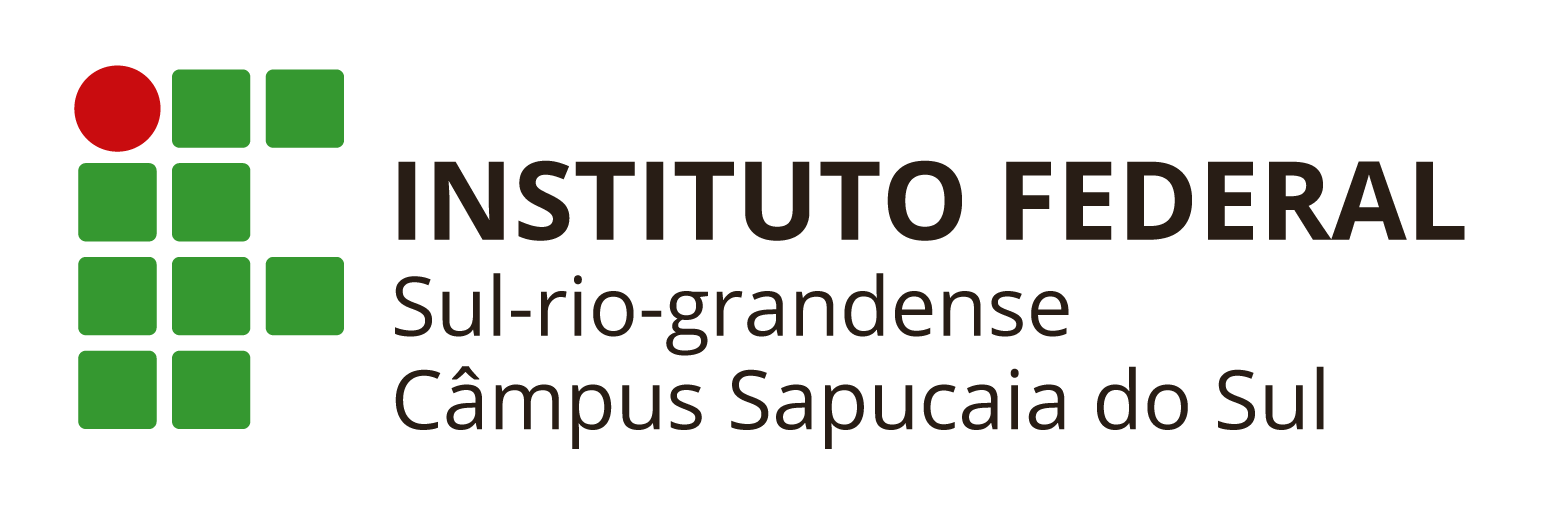 INSTITUTO FEDERAL
Sul-rio-grandense
Câmpus Sapucaia do Sul